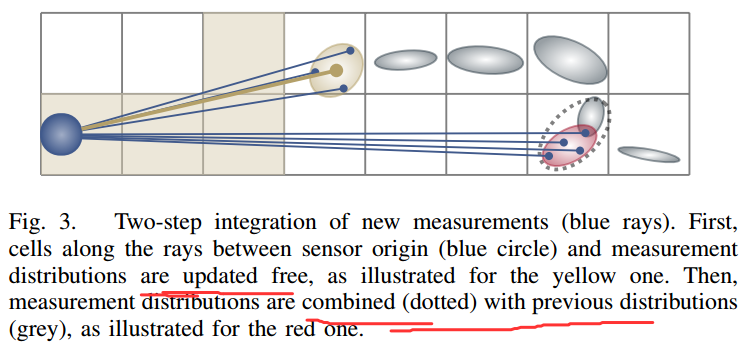 Fig. 3. Two-step integration of new measurements (blue rays). First,
cells along the rays between sensor origin (blue circle) and measurement
distributions are updated free, as illustrated for the yellow one. Then,
measurement distributions are combined (dotted) with previous distributions
(grey), as illustrated for the red one.